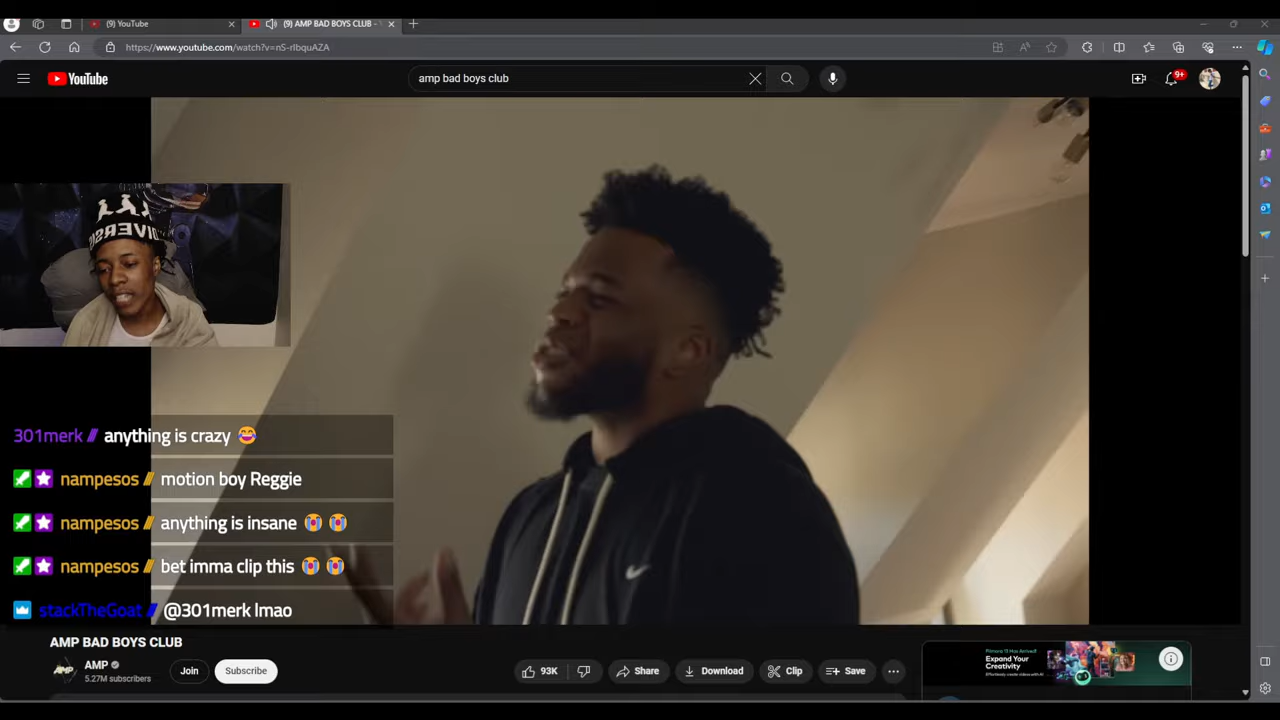 (9) YouTube
(9) AMP BAD BOYS CLUB -
https://www.youtube.com/watch?v=nS-rIbquAZA
YouTube
amp bad boys club
9+
301merk // anything is crazy 😂
nampesos // motion boy Reggie
nampesos // anything is insane 😭 😭
nampesos // bet imma clip this 😭 😭
stackTheGoat // @301merk lmao
AMP BAD BOYS CLUB
AMP
5.27M subscribers
Join
Subscribe
93K
Share
Download
Clip
Save
Expand Your
Creativity